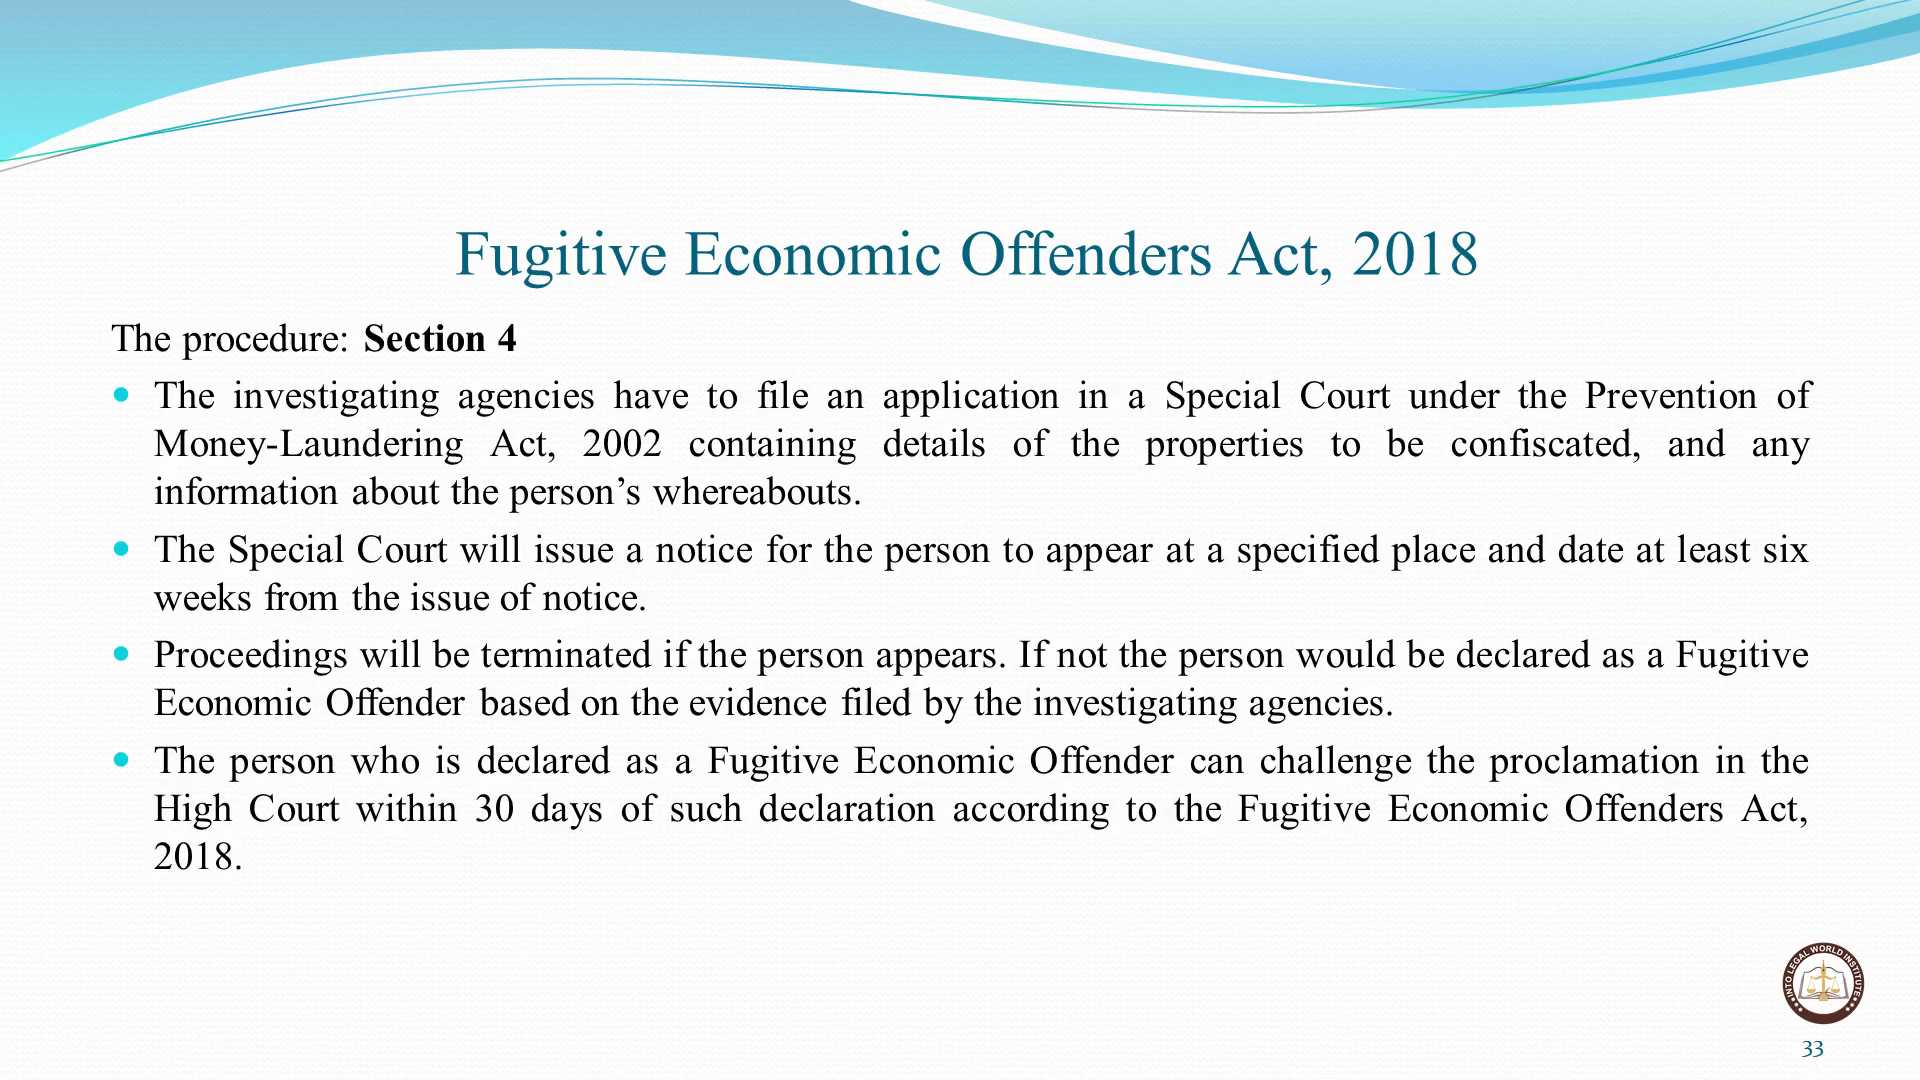 Fugitive Economic Offenders Act, 2018
The procedure: Section 4
• The investigating agencies have to file an application in a Special Court under the Prevention of
Money-Laundering Act, 2002 containing details of the properties to be confiscated, and any
information about the person’s whereabouts.
• The Special Court will issue a notice for the person to appear at a specified place and date at least six
weeks from the issue of notice.
• Proceedings will be terminated if the person appears. If not the person would be declared as a Fugitive
Economic Offender based on the evidence filed by the investigating agencies.
• The person who is declared as a Fugitive Economic Offender can challenge the proclamation in the
High Court within 30 days of such declaration according to the Fugitive Economic Offenders Act,
2018.
INTO LEGAL WORLD INSTITUTE
33